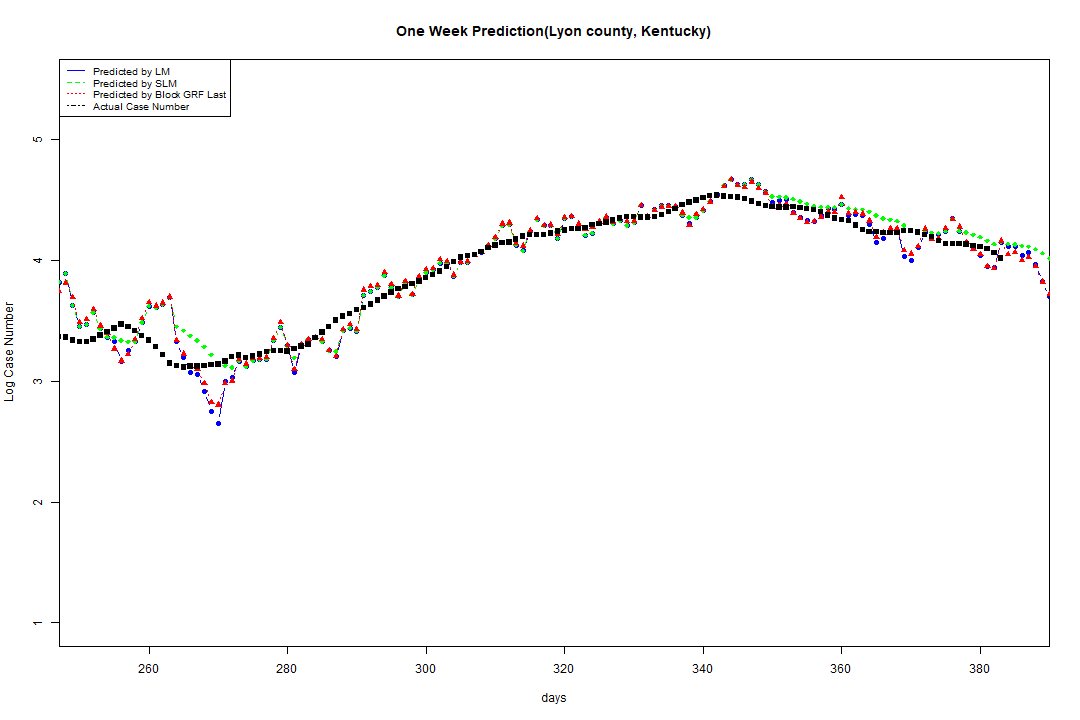 One Week Prediction(Lyon county, Kentucky)
Predicted by LM
Predicted by SLM
Predicted by Block GRF Last
Actual Case Number
5
4
3
2
1
Log Case Number
260 280 300 320 340 360 380
days